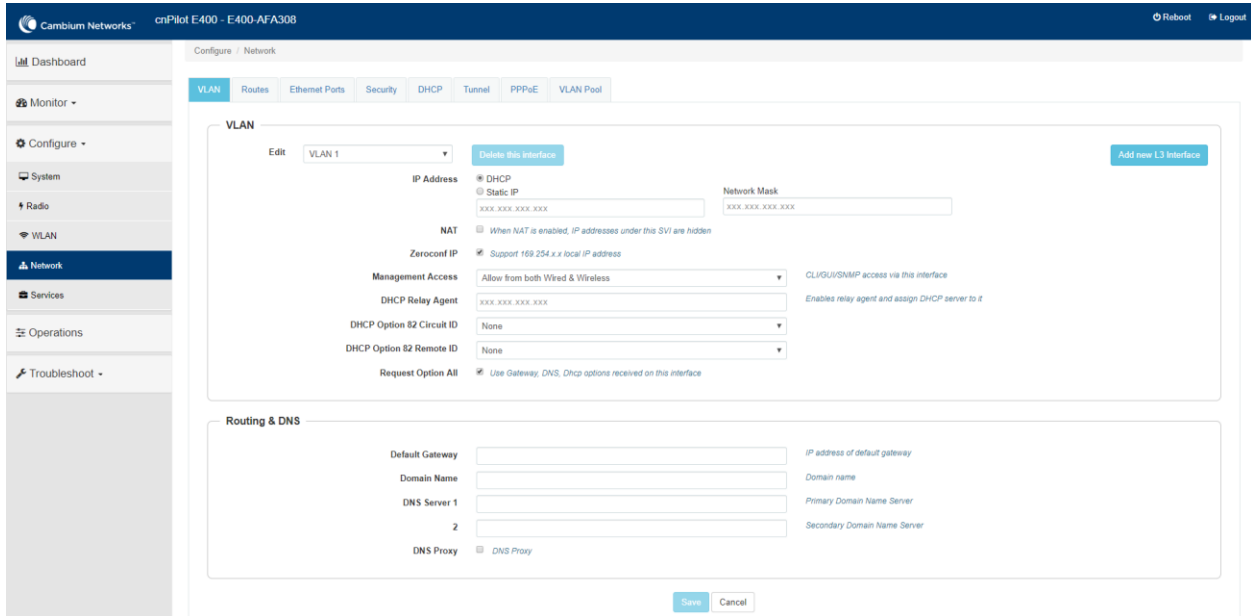 Cambium Networks™ cnPilot E400 - E400-AFA308 Reboot Logout
Dashboard
Monitor
Configure
System
Radio
WLAN
Network
Services
Operations
Troubleshoot
Configure / Network
VLAN Routes Ethernet Ports Security DHCP Tunnel PPPoE VLAN Pool
VLAN
Edit VLAN 1 Delete this interface Add new L3 Interface
IP Address DHCP
Static IP Network Mask
xxx.xxx.xxx.xxx xxx.xxx.xxx.xxx
NAT When NAT is enabled, IP addresses under this SVI are hidden
Zeroconf IP Support 169.254.x.x local IP address
Management Access Allow from both Wired & Wireless CLI/GUI/SNMP access via this interface
DHCP Relay Agent xxx.xxx.xxx.xxx Enables relay agent and assign DHCP server to it
DHCP Option 82 Circuit ID None
DHCP Option 82 Remote ID None
Request Option All Use Gateway, DNS, Dhcp options received on this interface
Routing & DNS
Default Gateway IP address of default gateway
Domain Name Domain name
DNS Server 1 Primary Domain Name Server
2 Secondary Domain Name Server
DNS Proxy DNS Proxy
Save Cancel